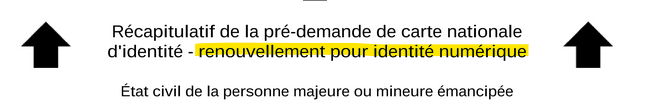 Récapitulatif de la pré-demande de carte nationale
d'identité - renouvellement pour identité numérique
État civil de la personne majeure ou mineure émancipée